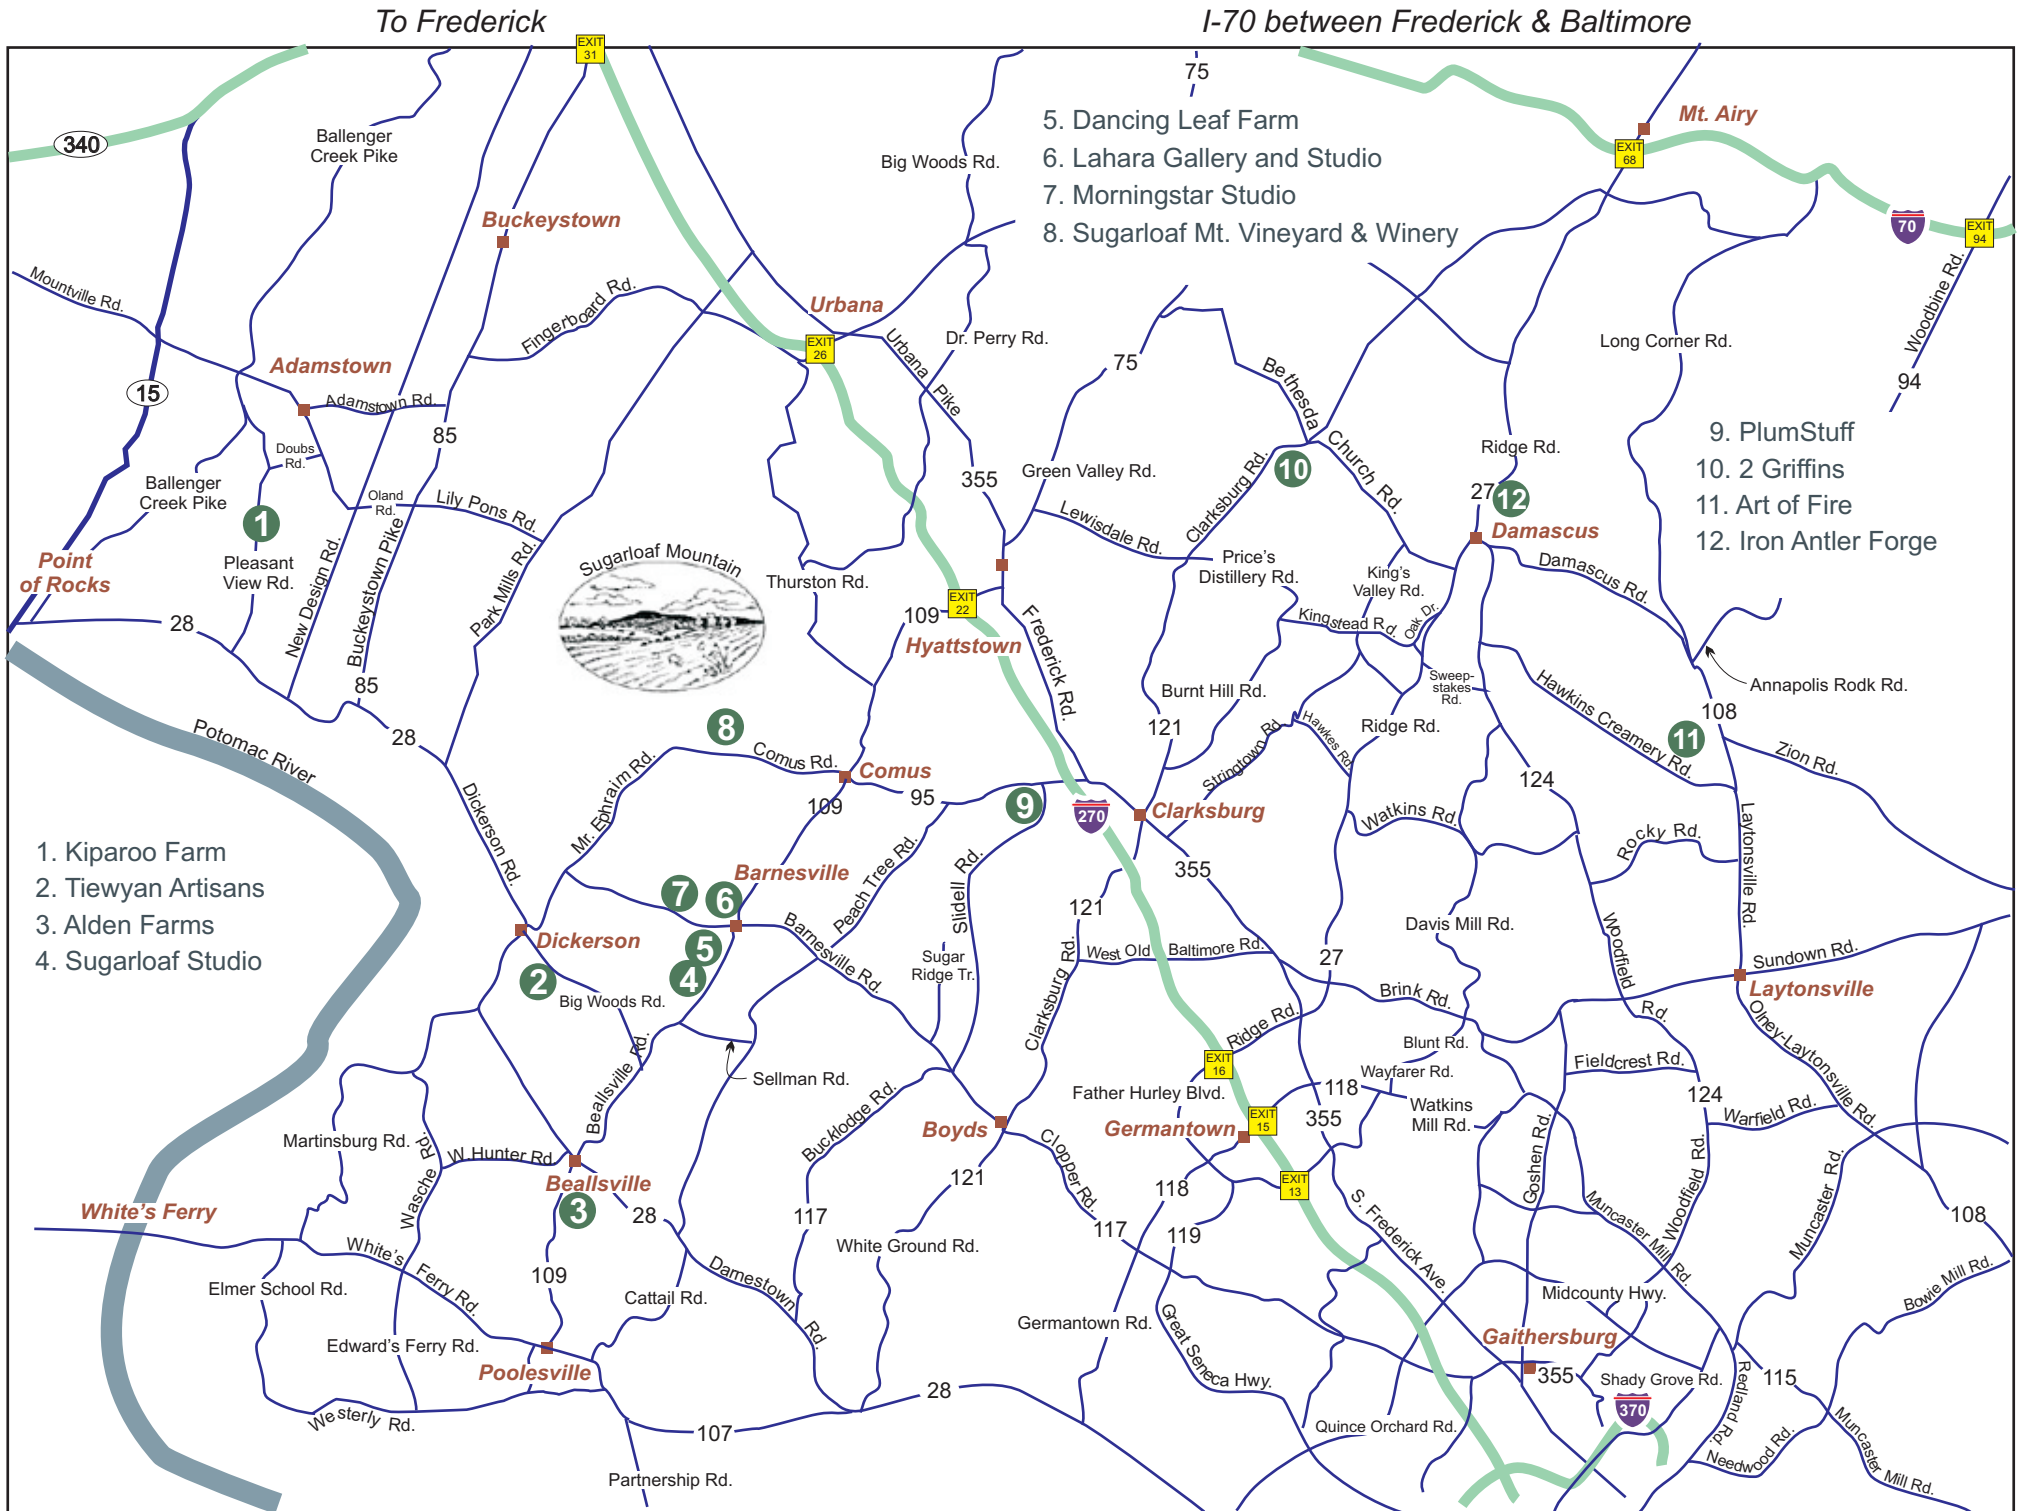 To Frederick
I-70 between Frederick & Baltimore
EXIT
31
75
Mt. Airy
340
Ballenger
Creek Pike
Big Woods Rd.
5. Dancing Leaf Farm
6. Lahara Gallery and Studio
7. Morningstar Studio
8. Sugarloaf Mt. Vineyard & Winery
EXIT
68
70
EXIT
94
Buckeystown
Mountville Rd.
Fingerboard Rd.
Urbana
EXIT
26
Urbana Pike
Dr. Perry Rd.
Woodbine Rd.
94
Long Corner Rd.
Adamstown
Adamstown Rd.
15
75
Bethesda
Church Rd.
85
Doubs
Rd.
Ballenger
Creek Pike
Oland
Rd.
Lily Pons Rd.
355
Green Valley Rd.
Lewisdale Rd.
Clarksburg Rd.
10
Ridge Rd.
27
12
Damascus
9. PlumStuff
10. 2 Griffins
11. Art of Fire
12. Iron Antler Forge
1
Pleasant
View Rd.
Point
of Rocks
28
New Design Rd.
Buckeystown Pike
85
Park Mills Rd.
Sugarloaf Mountain
Thurston Rd.
109
EXIT
22
Hyattstown
Frederick Rd.
Price's
Distillery Rd.
King's
Valley Rd.
Kingstead Rd.
Oak Dr.
Damascus Rd.
Sweep-
stakes
Rd.
Annapolis Rodk Rd.
Burnt Hill Rd.
121
Stringtown Rd.
Hawkes Rd.
Ridge Rd.
Hawkins Creamery Rd.
108
11
Zion Rd.
Potomac River
28
8
Comus Rd.
Comus
Mr. Ephraim Rd.
109
95
9
270
Clarksburg
124
Watkins Rd.
Rocky Rd.
Laytonsville Rd.
Dickerson Rd.
1. Kiparoo Farm
2. Tiewyan Artisans
3. Alden Farms
4. Sugarloaf Studio
Barnesville
7
6
5
4
Peach Tree Rd.
Barnesville Rd.
Slidell Rd.
355
121
Davis Mill Rd.
Woodfield
Rd.
Dickerson
2
Big Woods Rd.
Sugar
Ridge Tr.
Clarksburg Rd.
West Old Baltimore Rd.
27
Brink Rd.
Sundown Rd.
Laytonsville
Olney-Laytonsville Rd.
Beallsville Rd.
Sellman Rd.
Ridge Rd.
EXIT
16
Blunt Rd.
Wayfarer Rd.
Fieldcrest Rd.
124
Warfield Rd.
Father Hurley Blvd.
118
Watkins
Mill Rd.
355
EXIT
15
Germantown
Boyds
Bucklodge Rd.
Martinsburg Rd.
Wasche Rd.
W.Hunter Rd.
Beallsville
3
28
Clopper Rd.
121
118
EXIT
13
Goshen Rd.
Muncaster Mill Rd.
Woodfield Rd.
Muncaster Rd.
White's Ferry
117
White Ground Rd.
117
119
S. Frederick Ave.
108
Bowie Mill Rd.
White's Ferry Rd.
Elmer School Rd.
109
Cattail Rd.
Damestown Rd.
Germantown Rd.
Great Seneca Hwy.
Midcounty Hwy.
Edward's Ferry Rd.
Poolesville
Gaithersburg
355
Shady Grove Rd.
115
Redland Rd.
370
28
Westerly Rd.
107
Quince Orchard Rd.
Needwood Rd.
Muncaster Mill Rd.
Partnership Rd.